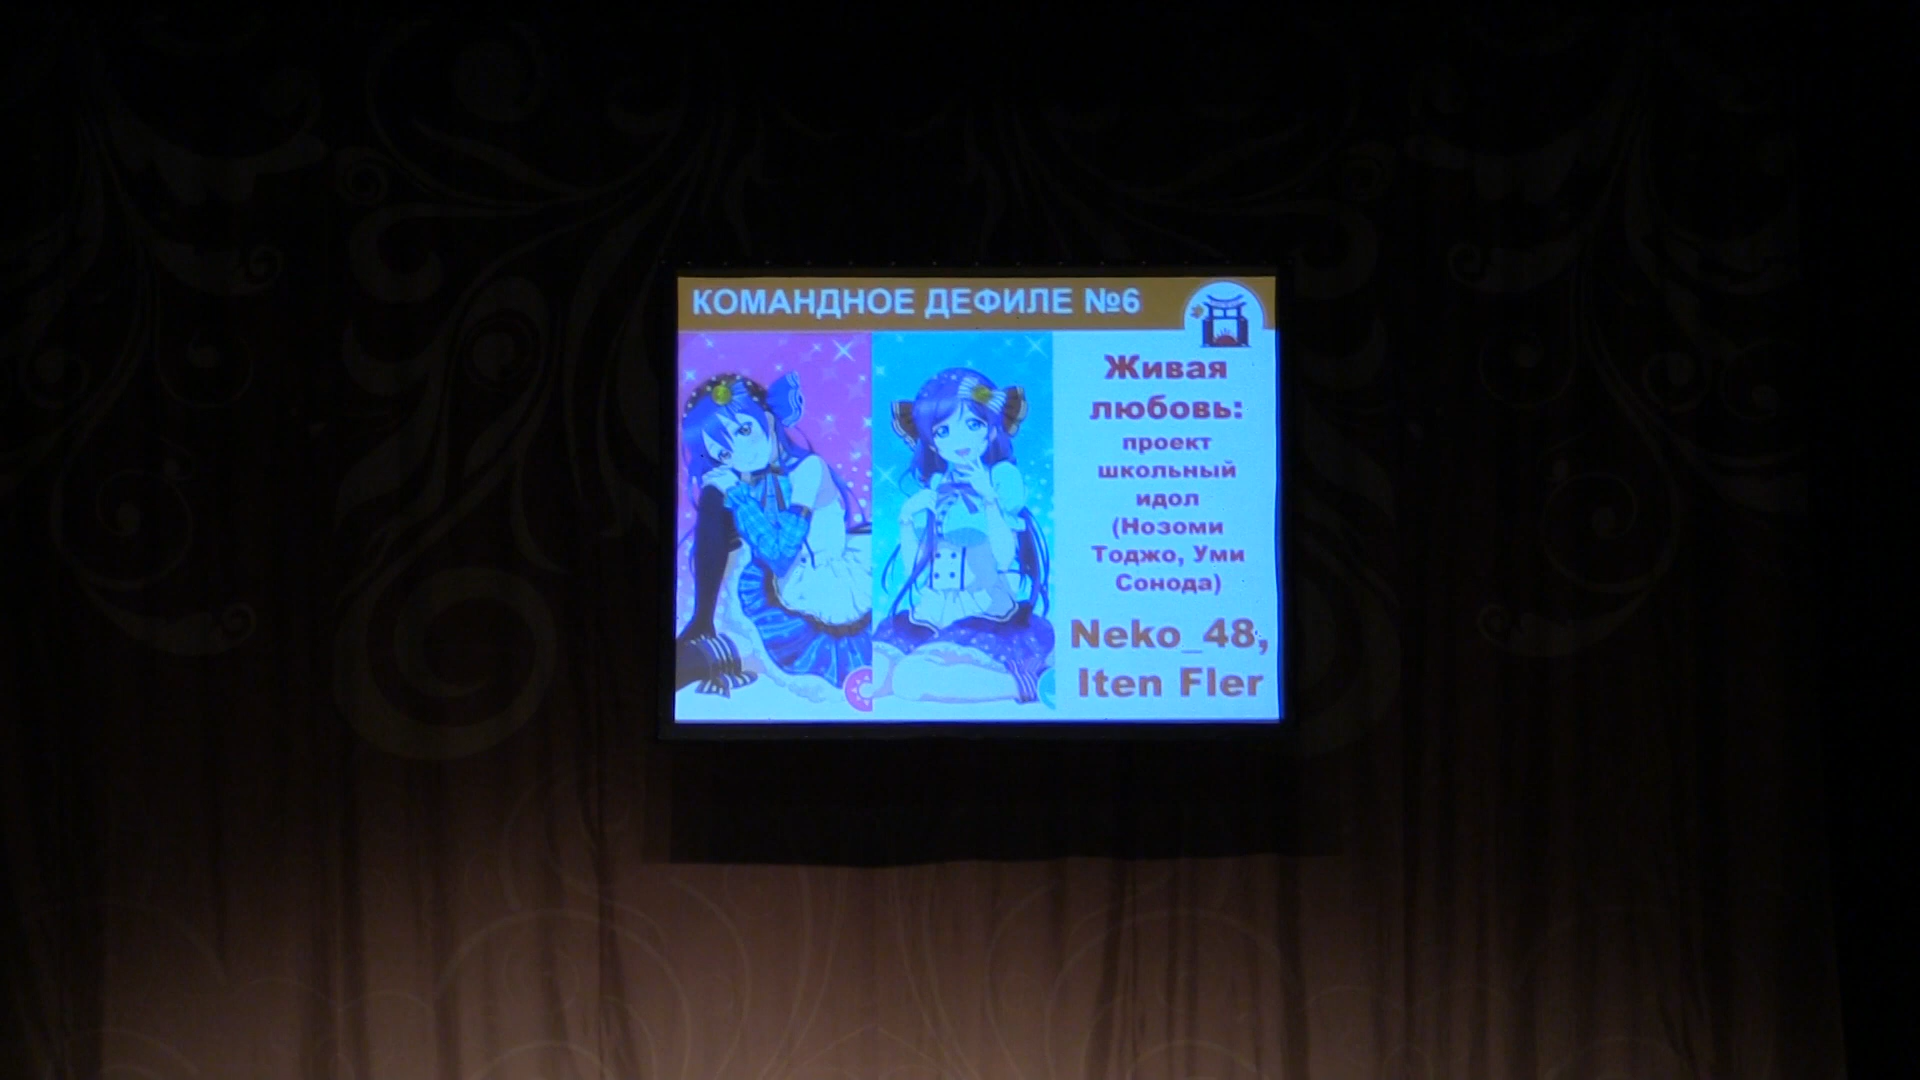 КОМАНДНОЕ ДЕФИЛЕ №6
Живая
любовь:
проект
школьный
идол
(Нозоми
Тоджо, Уми
Сонода)
Neko_48,
Iten Fler